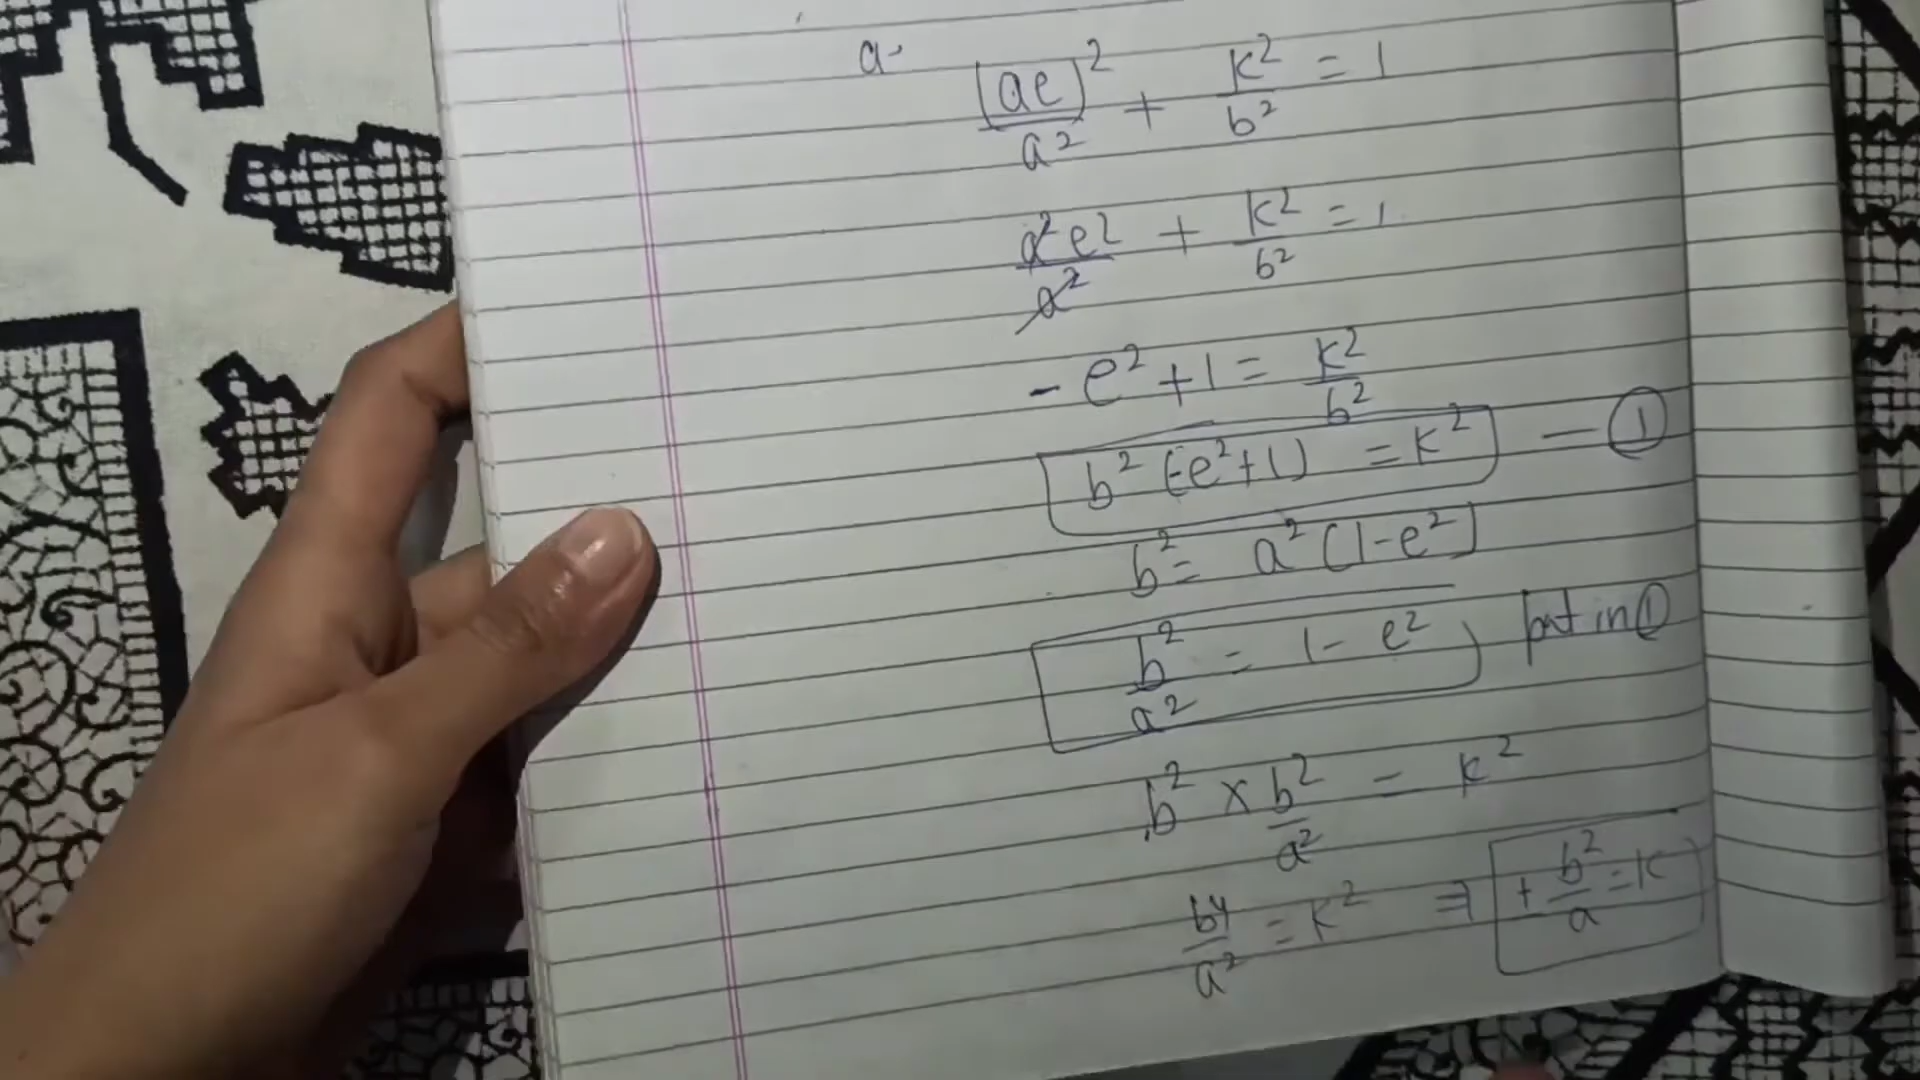 a.
(ae)²/a² + k²/b² = 1
a²e²/a² + k²/b² = 1
- e² + 1 = k²/b²
b² (-e²+1) = k² — ①
b² = a² (1-e²)
b²/a² = 1 - e² put in ①
b² × b²/a² = k²
b4/a² = k² ⇒ + b²/a = k